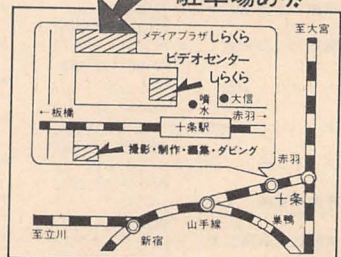 駐車場あり!!
メディアプラザしらくら
至大宮
ビデオセンター
しらくら
噴水
大信
←板橋
赤羽→
十条駅
撮影・制作・編集・ダビング
赤羽
十条
山手線
巣鴨
新宿
至立川